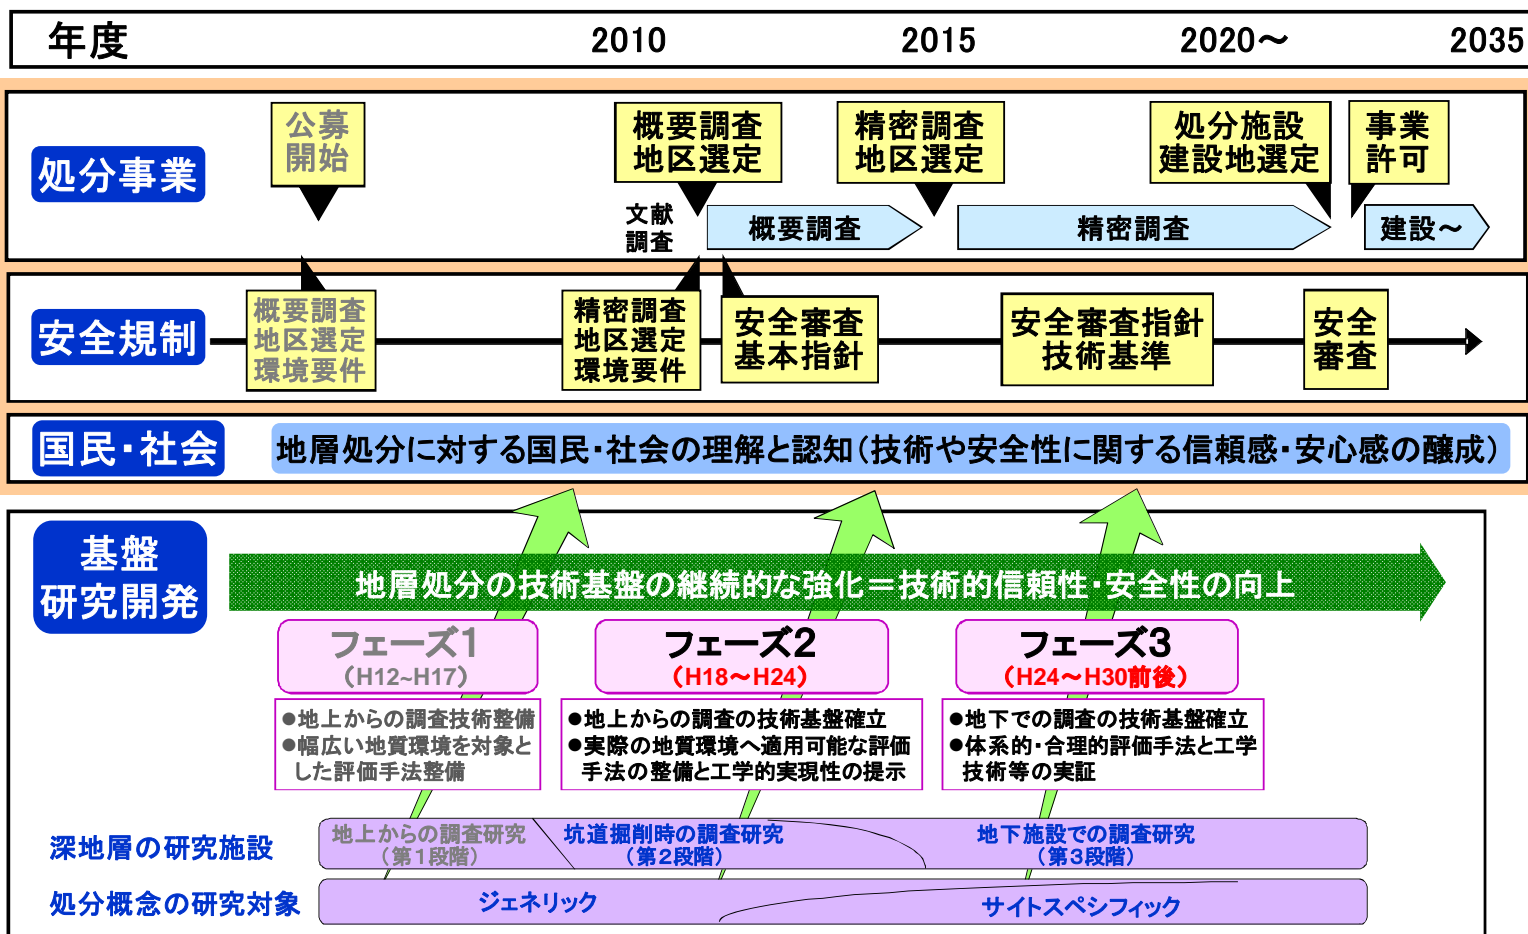 年度 2010 2015 2020～ 2035
処分事業
公募
開始
概要調査
地区選定
精密調査
地区選定
処分施設
建設地選定
事業
許可
文献
調査
概要調査
精密調査
建設～
安全規制
概要調査
地区選定
環境要件
精密調査
地区選定
環境要件
安全審査
基本指針
安全審査指針
技術基準
安全
審査
国民・社会
地層処分に対する国民・社会の理解と認知（技術や安全性に関する信頼感・安心感の醸成）
基盤
研究開発
地層処分の技術基盤の継続的な強化＝技術的信頼性・安全性の向上
フェーズ1
（H12~H17）
●地上からの調査技術整備
●幅広い地質環境を対象と
した評価手法整備
フェーズ2
（H18～H24）
●地上からの調査の技術基盤確立
●実際の地質環境へ適用可能な評価
手法の整備と工学的実現性の提示
フェーズ3
（H24～H30前後）
●地下での調査の技術基盤確立
●体系的・合理的評価手法と工学
技術等の実証
深地層の研究施設
地上からの調査研究
（第１段階）
坑道掘削時の調査研究
（第２段階）
地下施設での調査研究
（第３段階）
処分概念の研究対象
ジェネリック
サイトスペシフィック